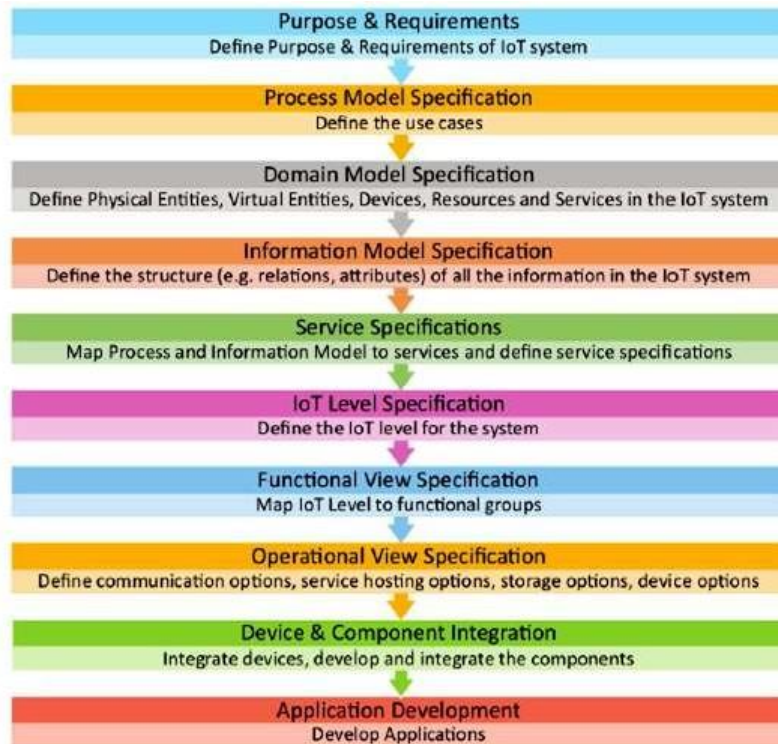 Purpose & Requirements
Define Purpose & Requirements of IoT system
Process Model Specification
Define the use cases
Domain Model Specification
Define Physical Entities, Virtual Entities, Devices, Resources and Services in the IoT system
Information Model Specification
Define the structure (e.g. relations, attributes) of all the information in the IoT system
Service Specifications
Map Process and Information Model to services and define service specifications
IoT Level Specification
Define the IoT level for the system
Functional View Specification
Map IoT Level to functional groups
Operational View Specification
Define communication options, service hosting options, storage options, device options
Device & Component Integration
Integrate devices, develop and integrate the components
Application Development
Develop Applications